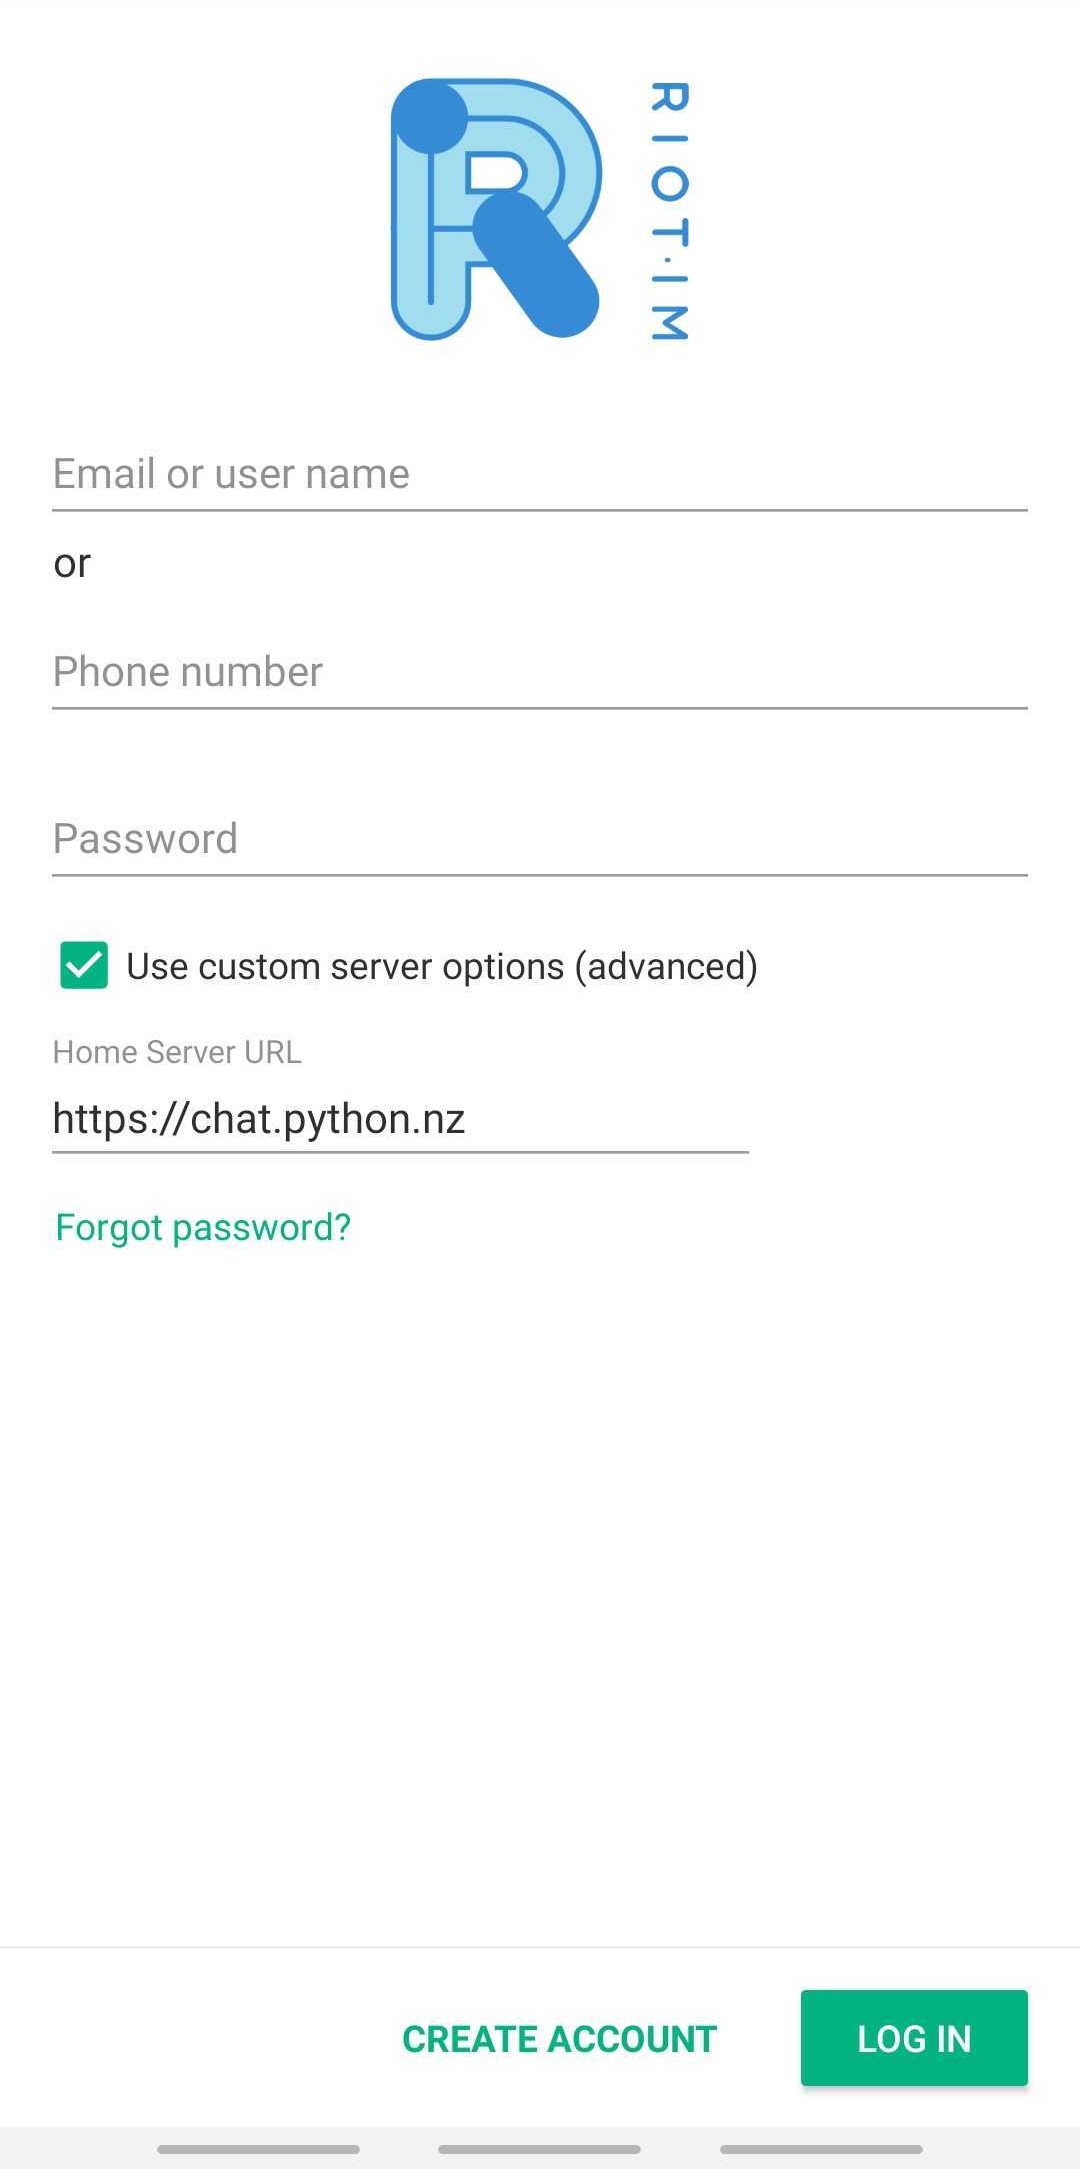 RIOT.IM
Email or user name
or
Phone number
Password
Use custom server options (advanced)
Home Server URL
https://chat.python.nz
Forgot password?
CREATE ACCOUNT
LOG IN